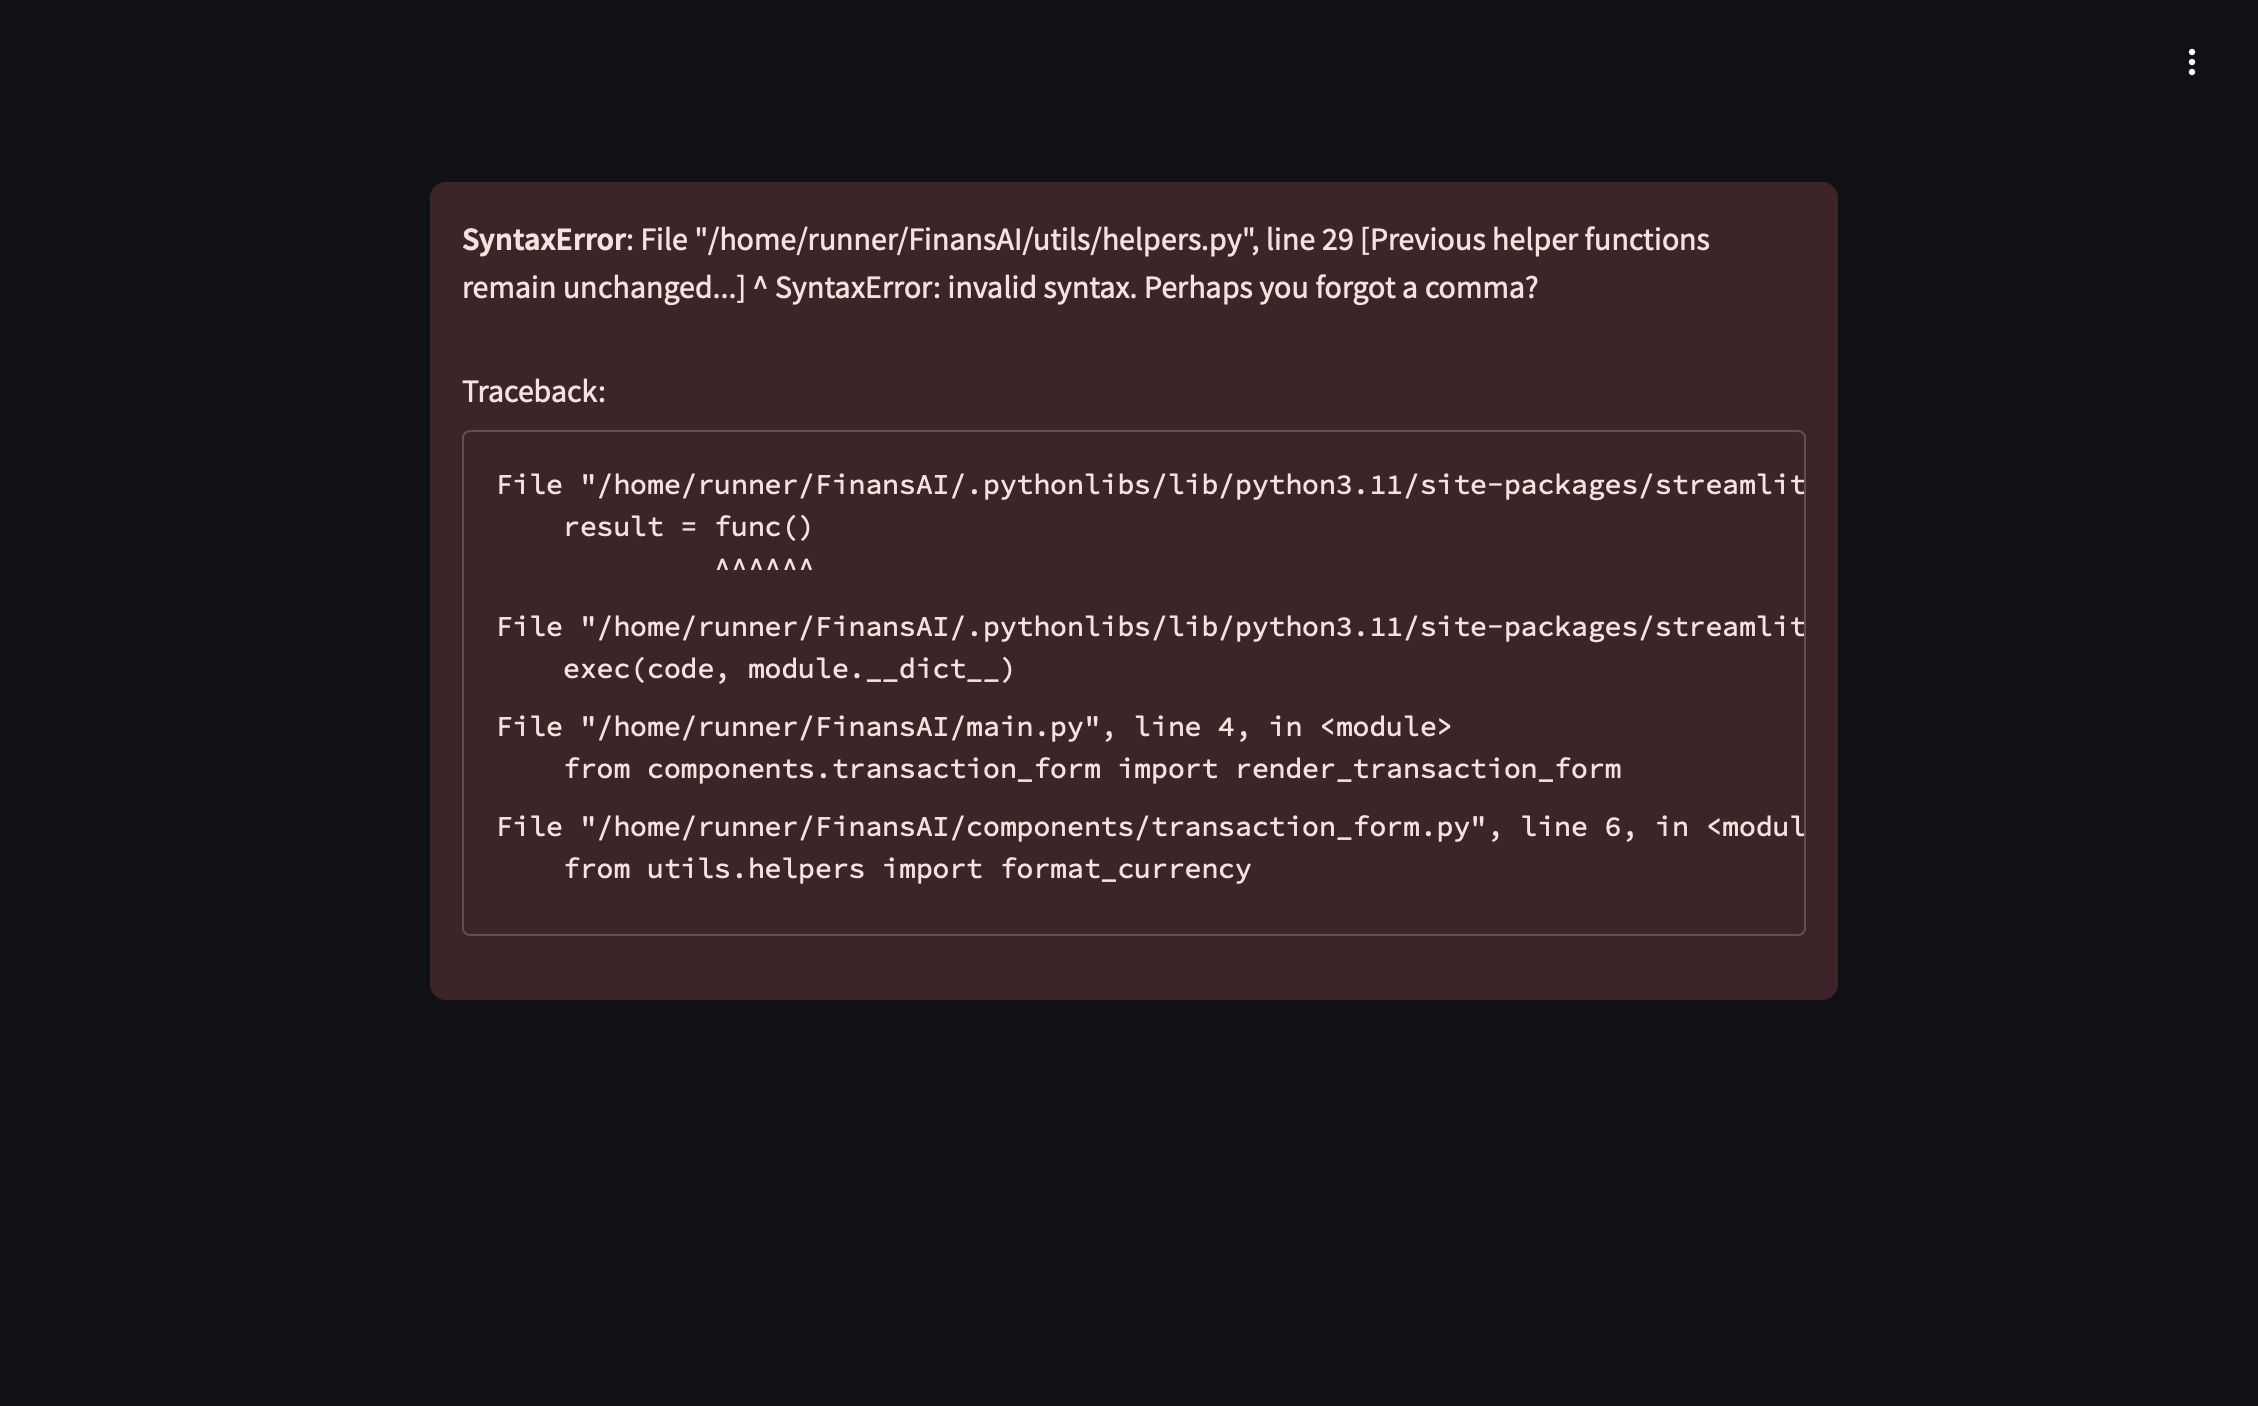 SyntaxError: File "/home/runner/FinansAI/utils/helpers.py", line 29 [Previous helper functions
remain unchanged...] ^ SyntaxError: invalid syntax. Perhaps you forgot a comma?
Traceback:
File "/home/runner/FinansAI/.pythonlibs/lib/python3.11/site-packages/streamlit
    result = func()
             ^^^^^^
File "/home/runner/FinansAI/.pythonlibs/lib/python3.11/site-packages/streamlit
    exec(code, module.__dict__)
File "/home/runner/FinansAI/main.py", line 4, in <module>
    from components.transaction_form import render_transaction_form
File "/home/runner/FinansAI/components/transaction_form.py", line 6, in <modul
    from utils.helpers import format_currency